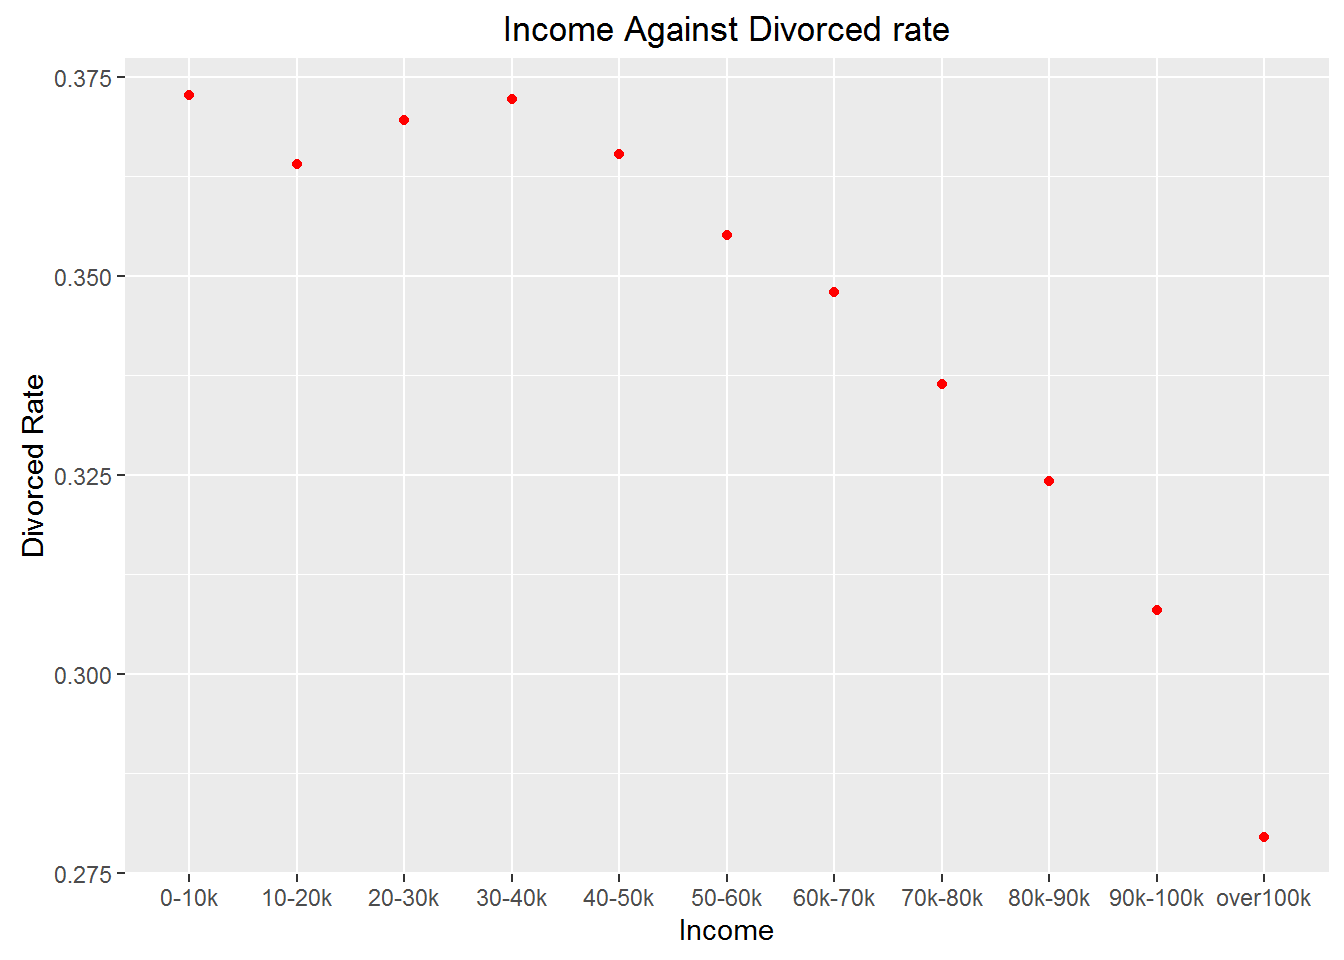 Income Against Divorced rate
0.375
0.350
0.325
0.300
0.275
Divorced Rate
0-10k 10-20k 20-30k 30-40k 40-50k 50-60k 60k-70k 70k-80k 80k-90k 90k-100k over100k
Income